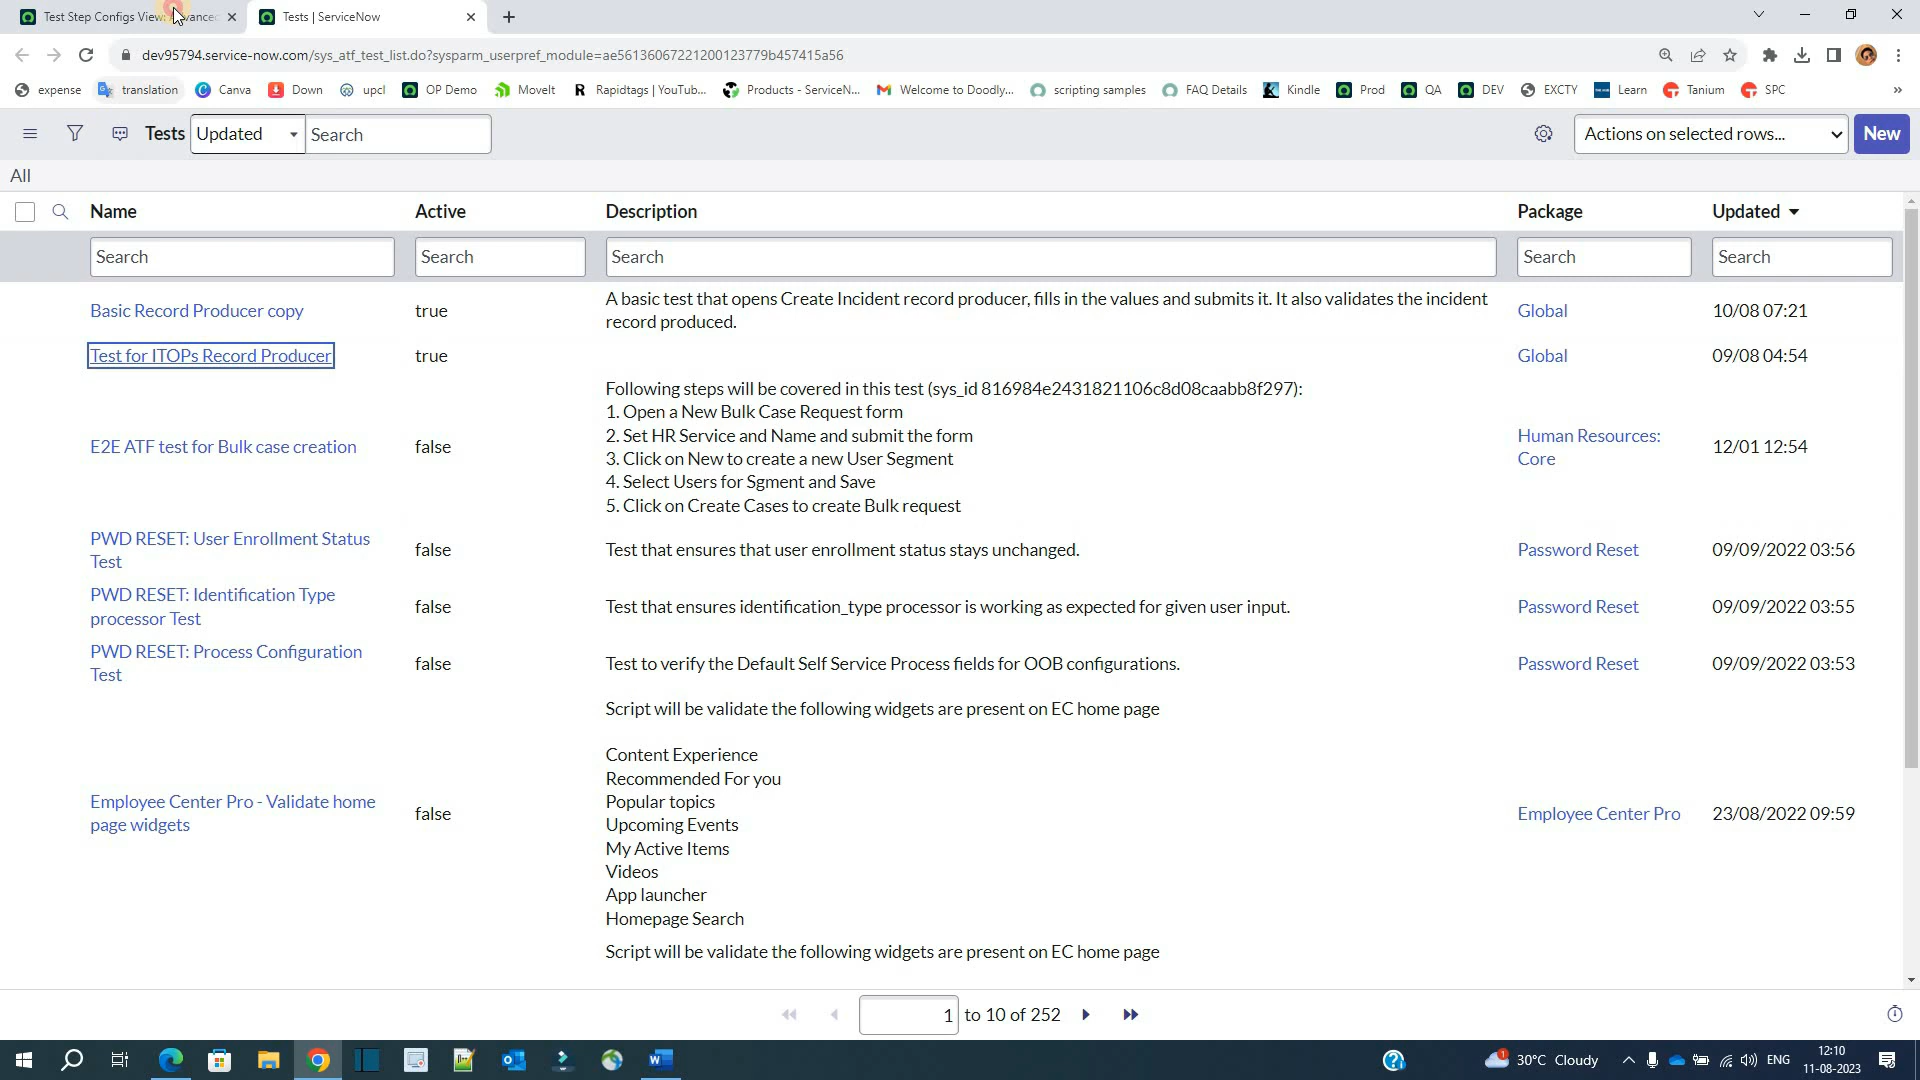 Test Step Configs View: Advanced
Tests | ServiceNow
dev95794.service-now.com/sys_atf_test_list.do?sysparm_userpref_module=ae56136067221200123779b457415a56
expense
translation
Canva
Down
upcl
OP Demo
MoveIt
Rapidtags | YouTub...
Products - ServiceN...
Welcome to Doodly...
scripting samples
FAQ Details
Kindle
Prod
QA
DEV
EXCTY
Learn
Tanium
SPC
»
Tests
Updated
Search
Actions on selected rows...
New
All
Name
Active
Description
Package
Updated
Search
Search
Search
Search
Search
Basic Record Producer copy
true
A basic test that opens Create Incident record producer, fills in the values and submits it. It also validates the incident
record produced.
Global
10/08 07:21
Test for ITOPs Record Producer
true
Global
09/08 04:54
E2E ATF test for Bulk case creation
false
Following steps will be covered in this test (sys_id 816984e2431821106c8d08caabb8f297):
1. Open a New Bulk Case Request form
2. Set HR Service and Name and submit the form
3. Click on New to create a new User Segment
4. Select Users for Sgment and Save
5. Click on Create Cases to create Bulk request
Human Resources:
Core
12/01 12:54
PWD RESET: User Enrollment Status
Test
false
Test that ensures that user enrollment status stays unchanged.
Password Reset
09/09/2022 03:56
PWD RESET: Identification Type
processor Test
false
Test that ensures identification_type processor is working as expected for given user input.
Password Reset
09/09/2022 03:55
PWD RESET: Process Configuration
Test
false
Test to verify the Default Self Service Process fields for OOB configurations.
Password Reset
09/09/2022 03:53
Employee Center Pro - Validate home
page widgets
false
Script will be validate the following widgets are present on EC home page
Content Experience
Recommended For you
Popular topics
Upcoming Events
My Active Items
Videos
App launcher
Homepage Search
Employee Center Pro
23/08/2022 09:59
Script will be validate the following widgets are present on EC home page
1 to 10 of 252
30°C Cloudy
ENG
12:10
11-08-2023